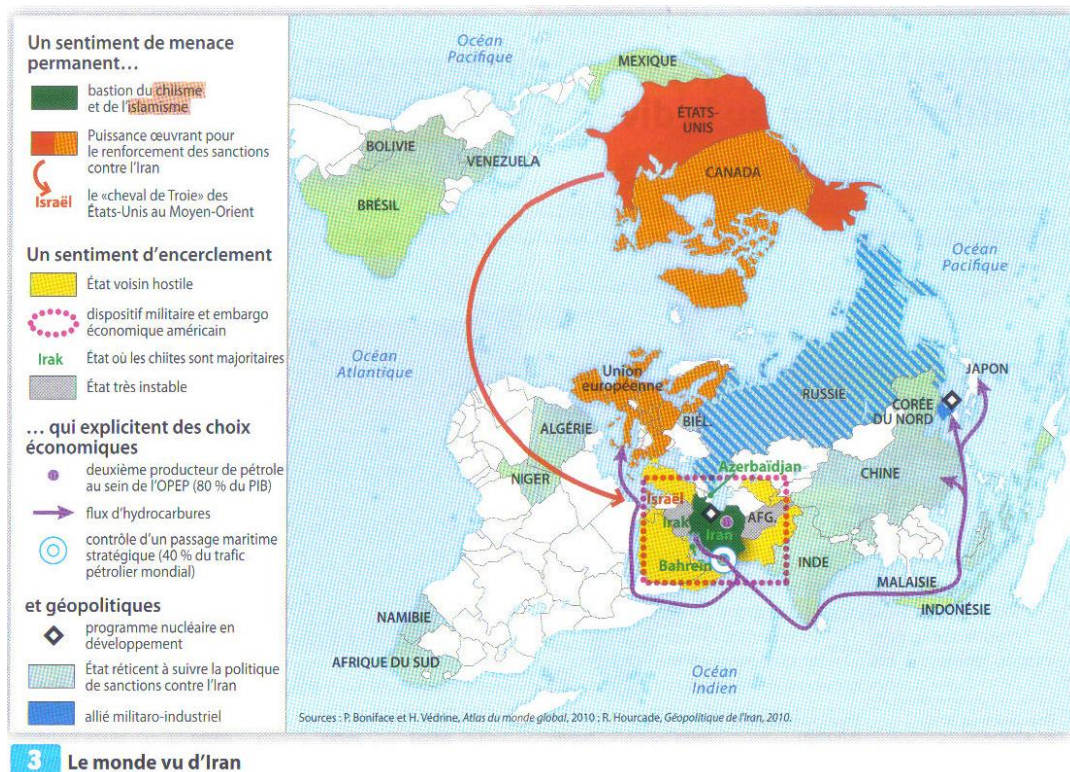 Un sentiment de menace
permanent…
bastion du chiisme
et de l'islamisme
Puissance œuvrant pour
le renforcement des sanctions
contre l'Iran
Israël
le «cheval de Troie» des
États-Unis au Moyen-Orient
Un sentiment d'encerclement
État voisin hostile
dispositif militaire et embargo
économique américain
Irak
État où les chiites sont majoritaires
État très instable
… qui explicitent des choix
économiques
deuxième producteur de pétrole
au sein de l'OPEP (80 % du PIB)
flux d'hydrocarbures
contrôle d'un passage maritime
stratégique (40 % du trafic
pétrolier mondial)
et géopolitiques
programme nucléaire en
développement
État réticent à suivre la politique
de sanctions contre l'Iran
allié militaro-industriel
Océan
Pacifique
MEXIQUE
ÉTATS-
UNIS
BOLIVIE
VENEZUELA
CANADA
BRÉSIL
Océan
Pacifique
Océan
Atlantique
Union
européenne
JAPON
RUSSIE
BIÉL.
CORÉE
DU NORD
ALGÉRIE
CHINE
Azerbaïdjan
NIGER
Israël
Irak
AFG.
Iran
Bahrein
INDE
MALAISIE
INDONÉSIE
NAMIBIE
AFRIQUE DU SUD
Océan
Indien
Sources : P. Boniface et H. Védrine, Atlas du monde global, 2010 ; R. Hourcade, Géopolitique de l'Iran, 2010.
3 Le monde vu d'Iran